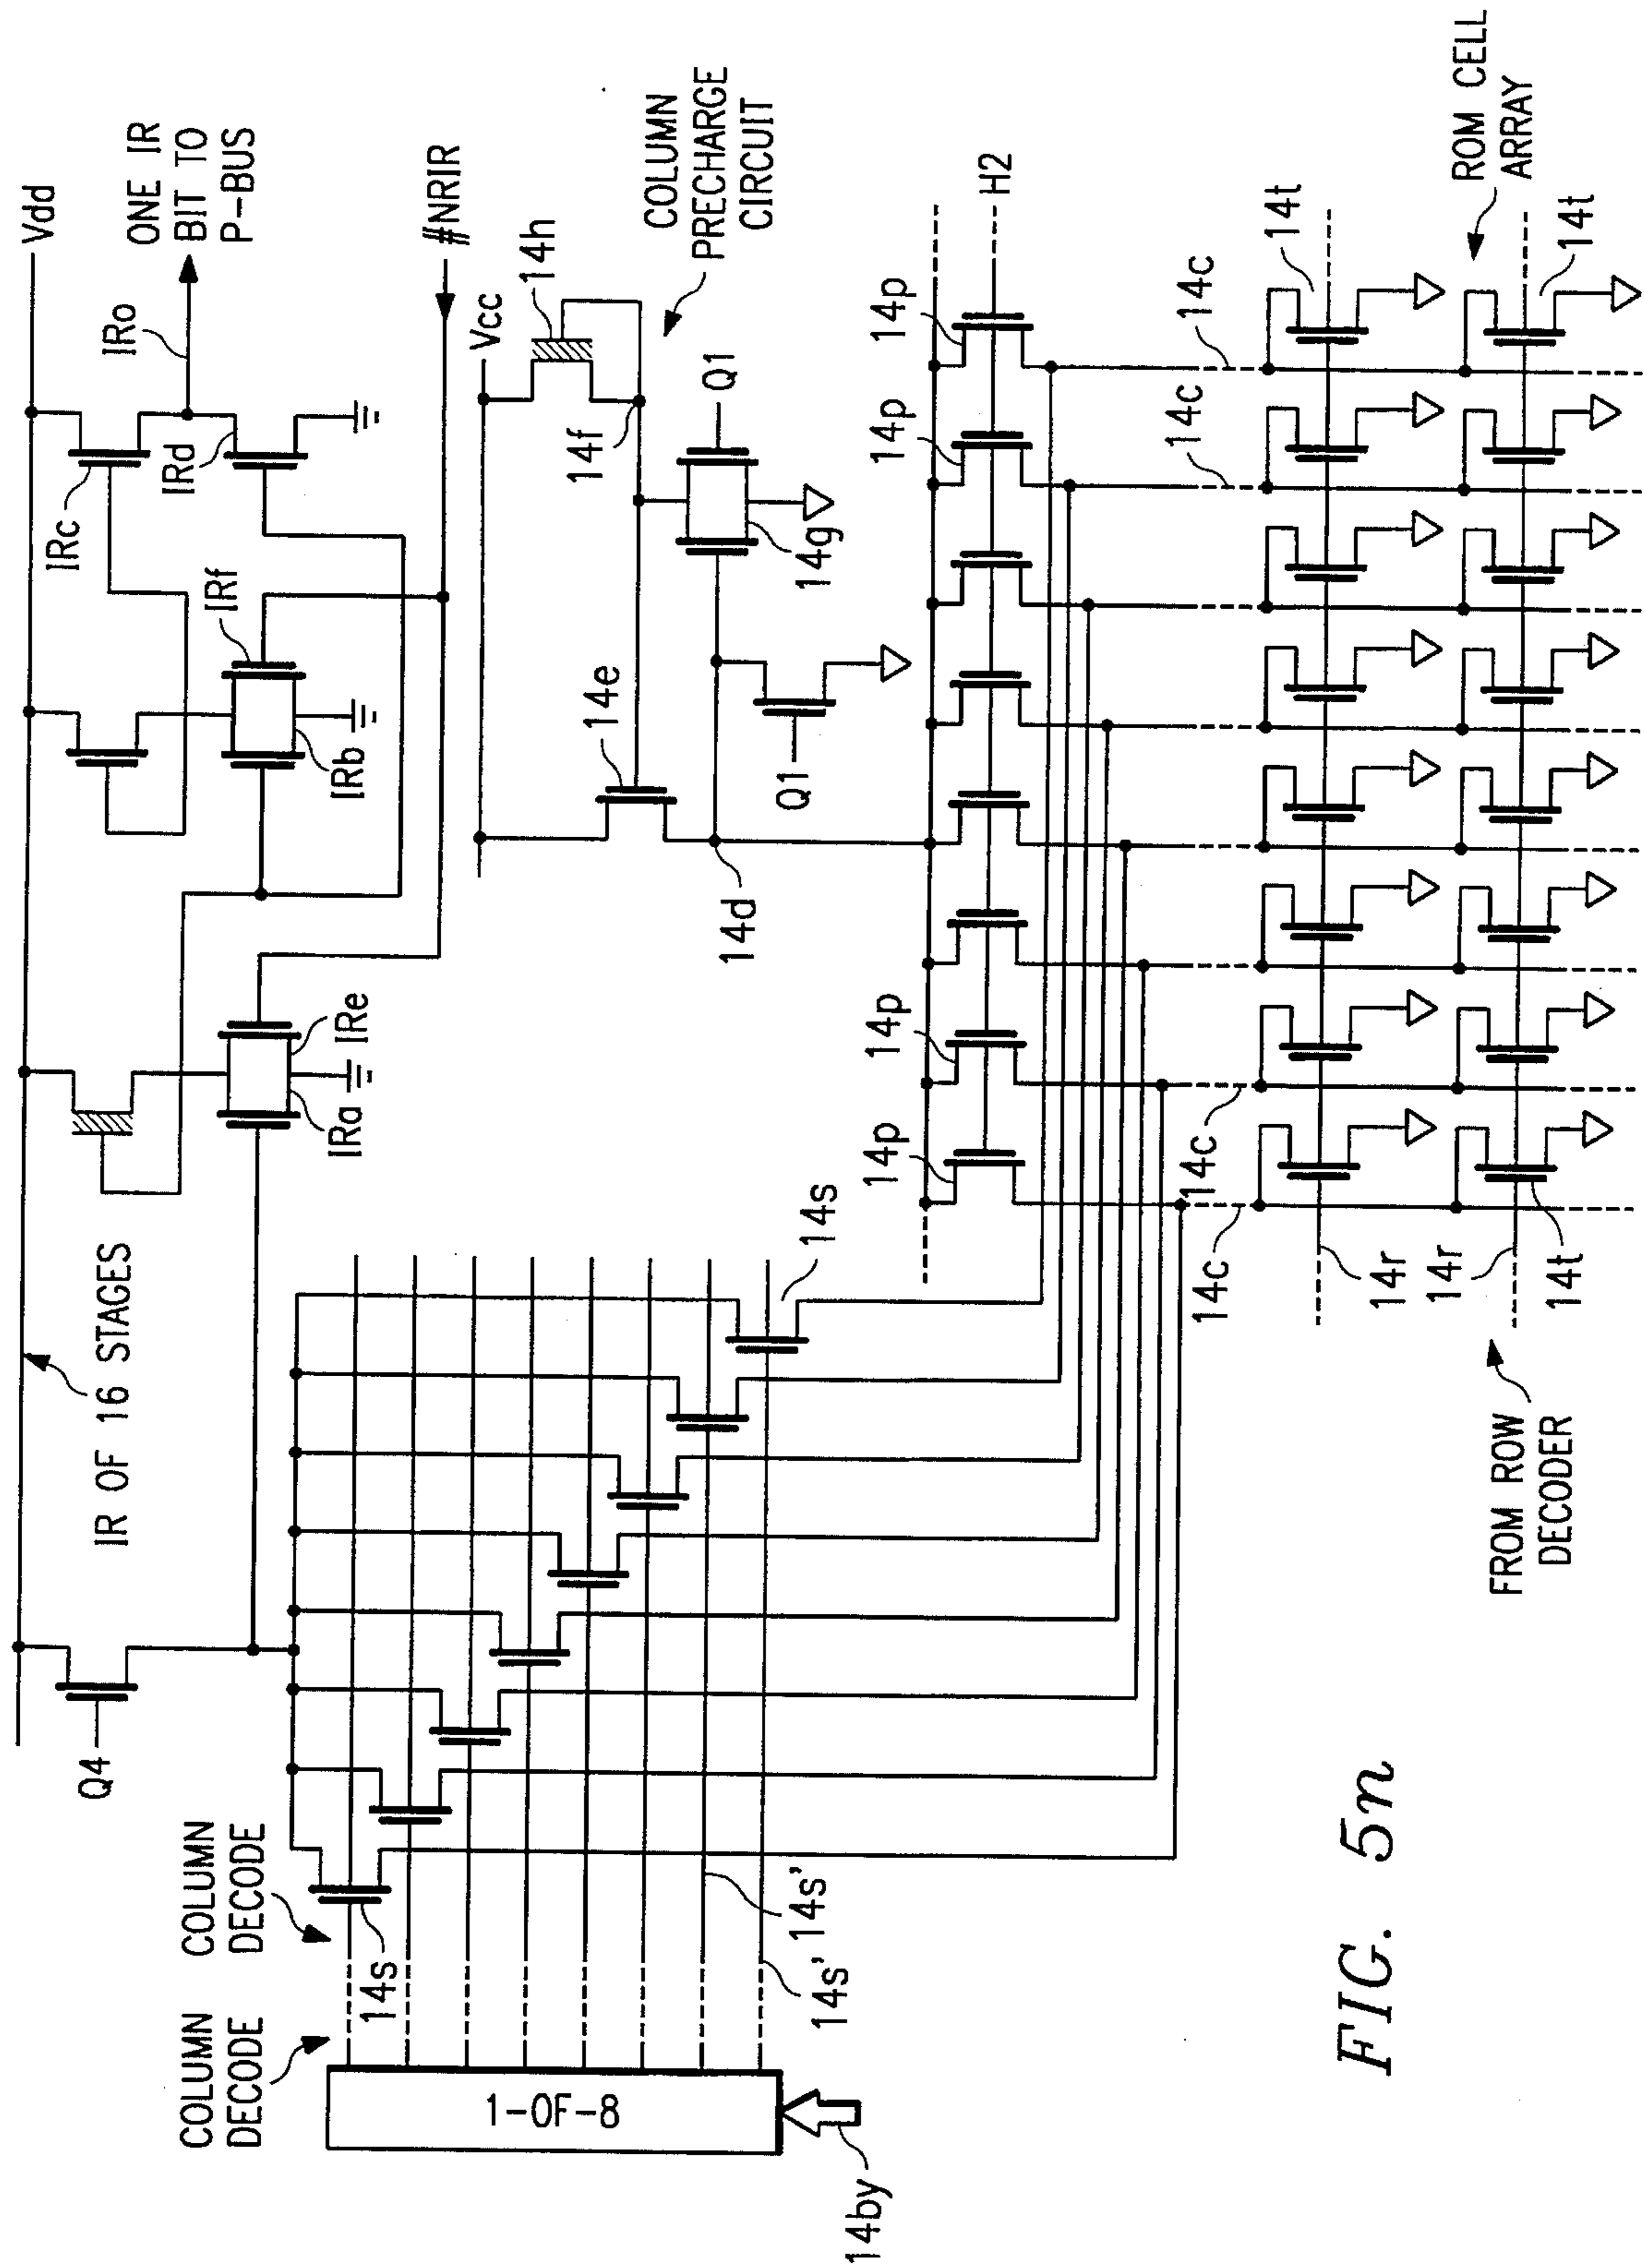 Vdd
IRc
IRo
ONE IR
BIT TO
P-BUS
IRd
IRf
IRb
IRa
IRe
#NRIR
IR OF 16 STAGES
Q4
Vcc
14h
14f
14e
COLUMN
PRECHARGE
CIRCUIT
Q1
14g
Q1
14d
COLUMN
DECODE
COLUMN
DECODE
14s
14s
14s'
14s'
1-OF-8
14by
14p
14p
14p
14p
H2
14c
14c
14c
14c
14t
ROM CELL
ARRAY
14t
14r
14r
14t
FROM ROW
DECODER
FIG. 5n